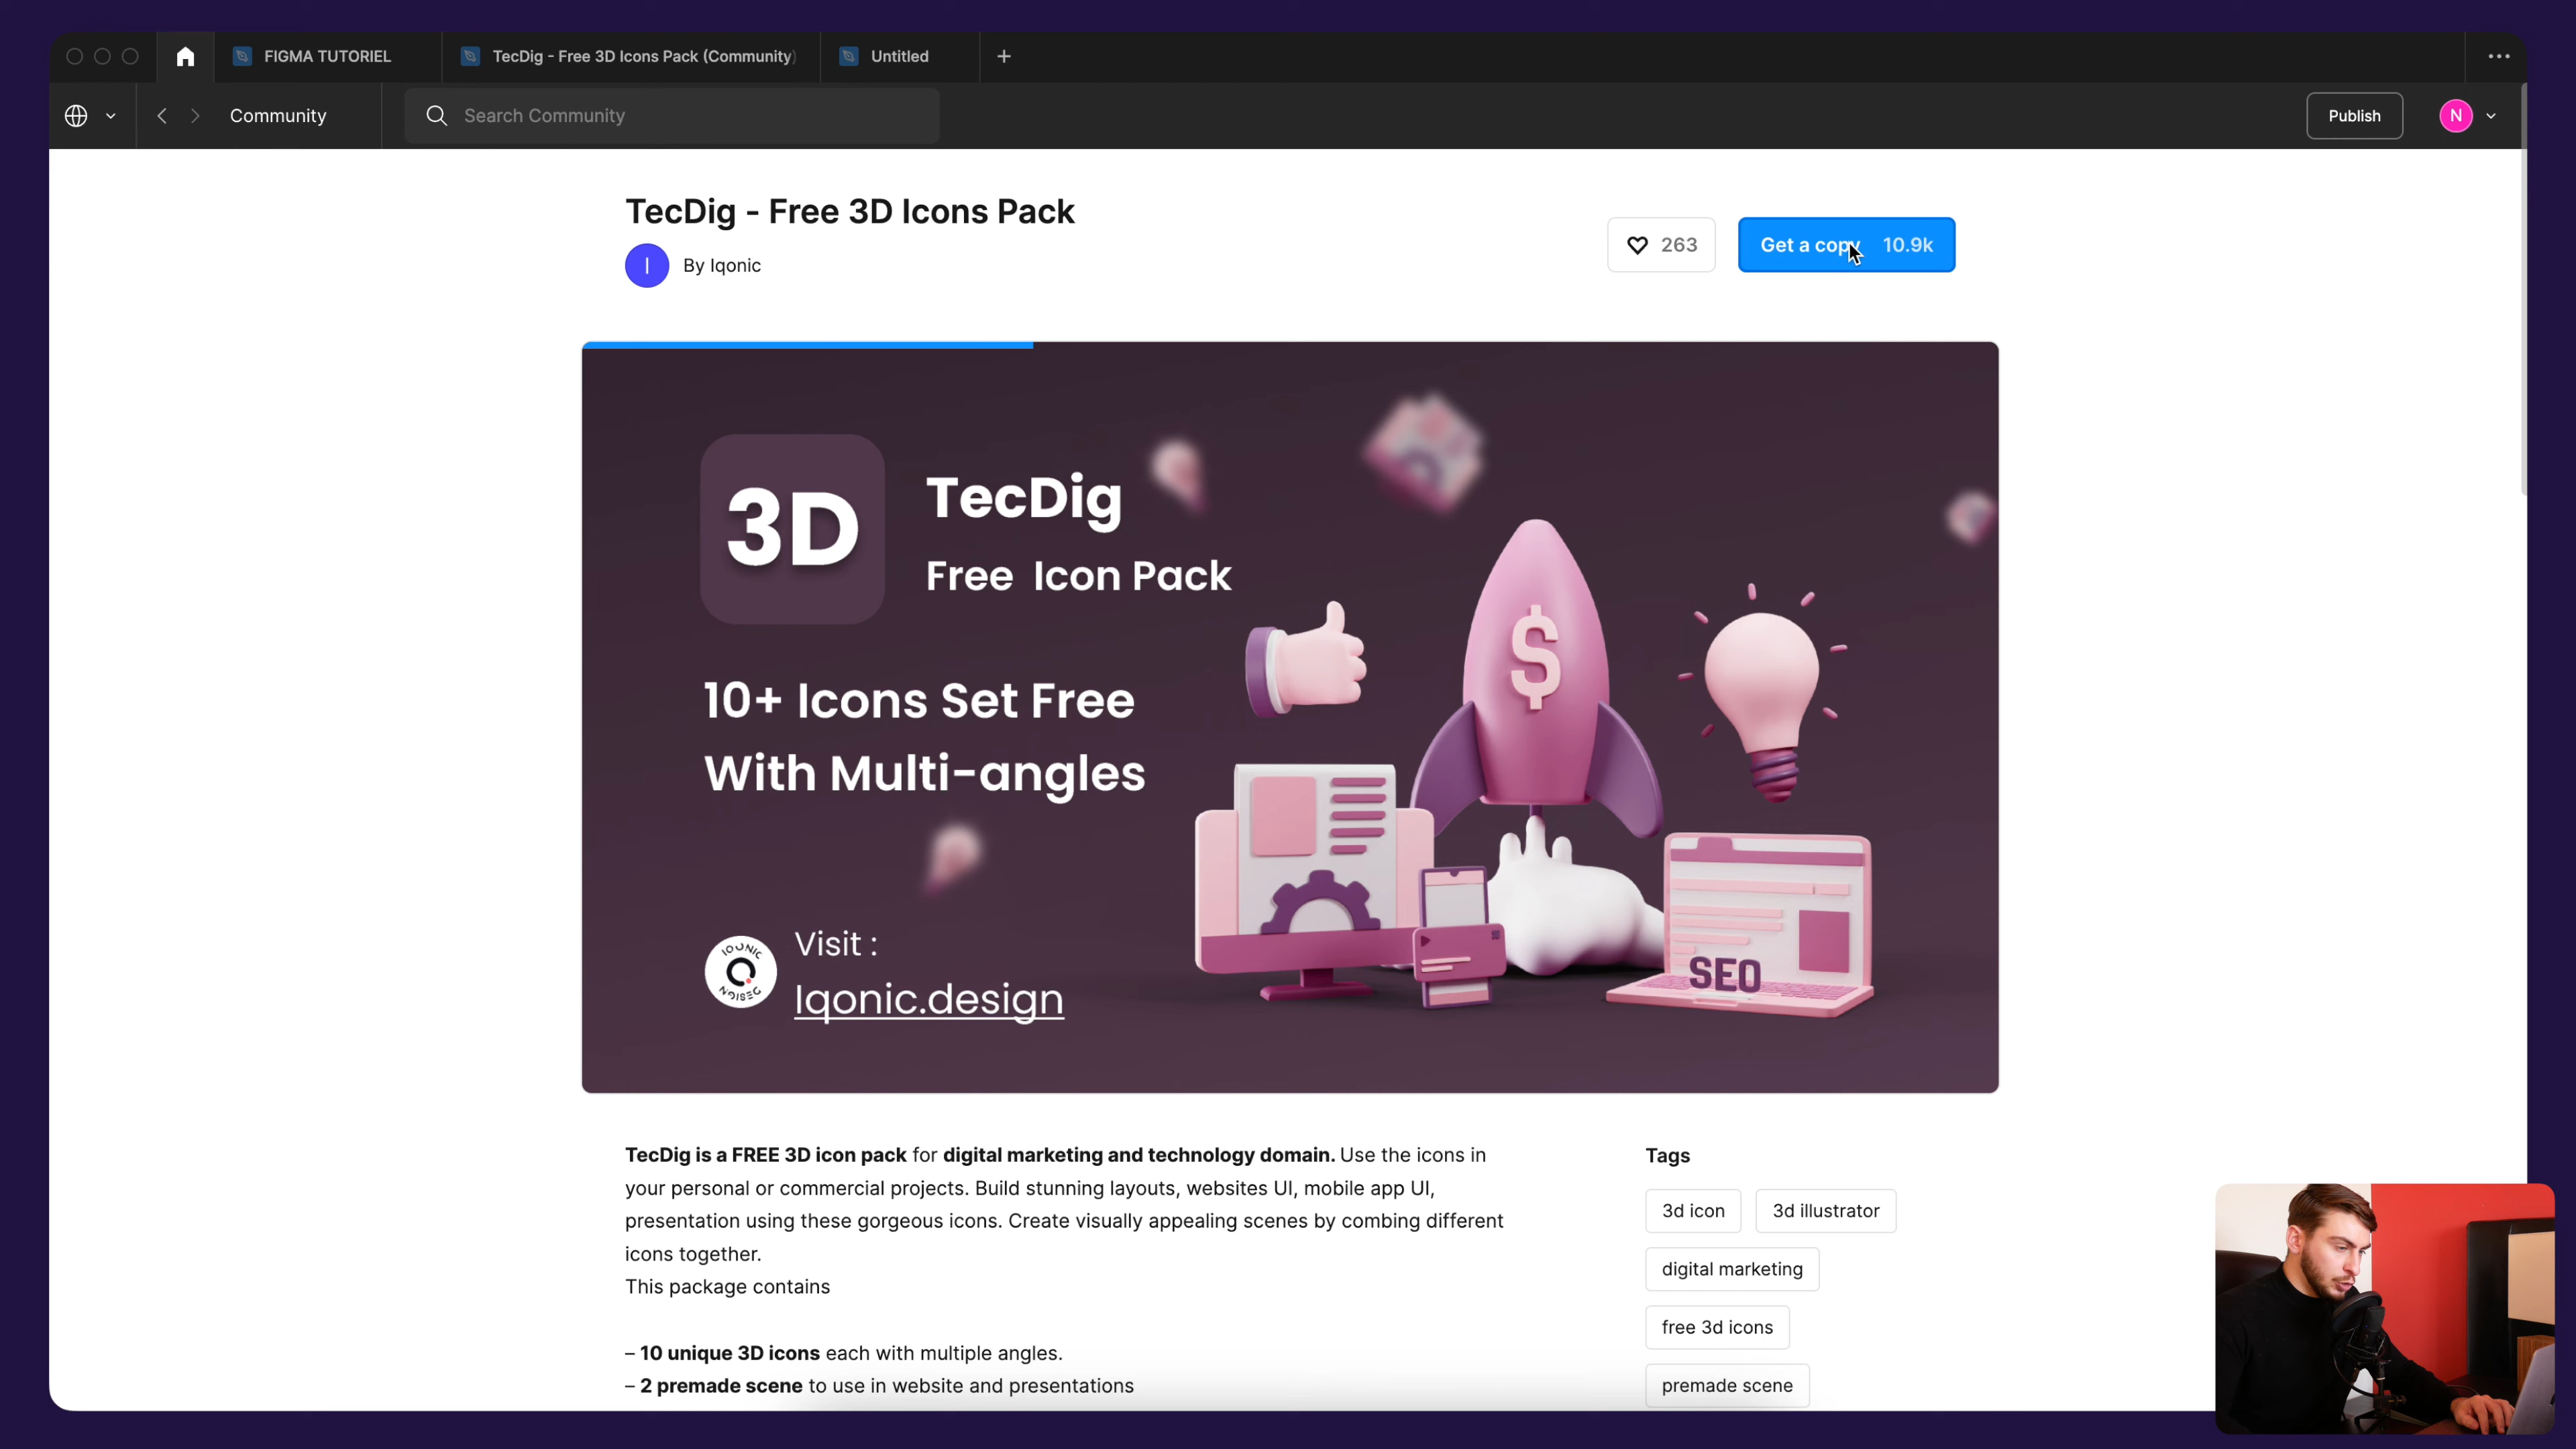 FIGMA TUTORIEL
TecDig - Free 3D Icons Pack (Community)
Untitled
Community
Search Community
Publish
N
TecDig - Free 3D Icons Pack
I
By Iqonic
263
Get a copy 10.9k
3D
TecDig
Free Icon Pack
10+ Icons Set Free
With Multi-angles
$
SEO
IQONIC
DESIGN
Visit :
Iqonic.design
TecDig is a FREE 3D icon pack for digital marketing and technology domain. Use the icons in
your personal or commercial projects. Build stunning layouts, websites UI, mobile app UI,
presentation using these gorgeous icons. Create visually appealing scenes by combing different
icons together.
This package contains
– 10 unique 3D icons each with multiple angles.
– 2 premade scene to use in website and presentations
Tags
3d icon
3d illustrator
digital marketing
free 3d icons
premade scene